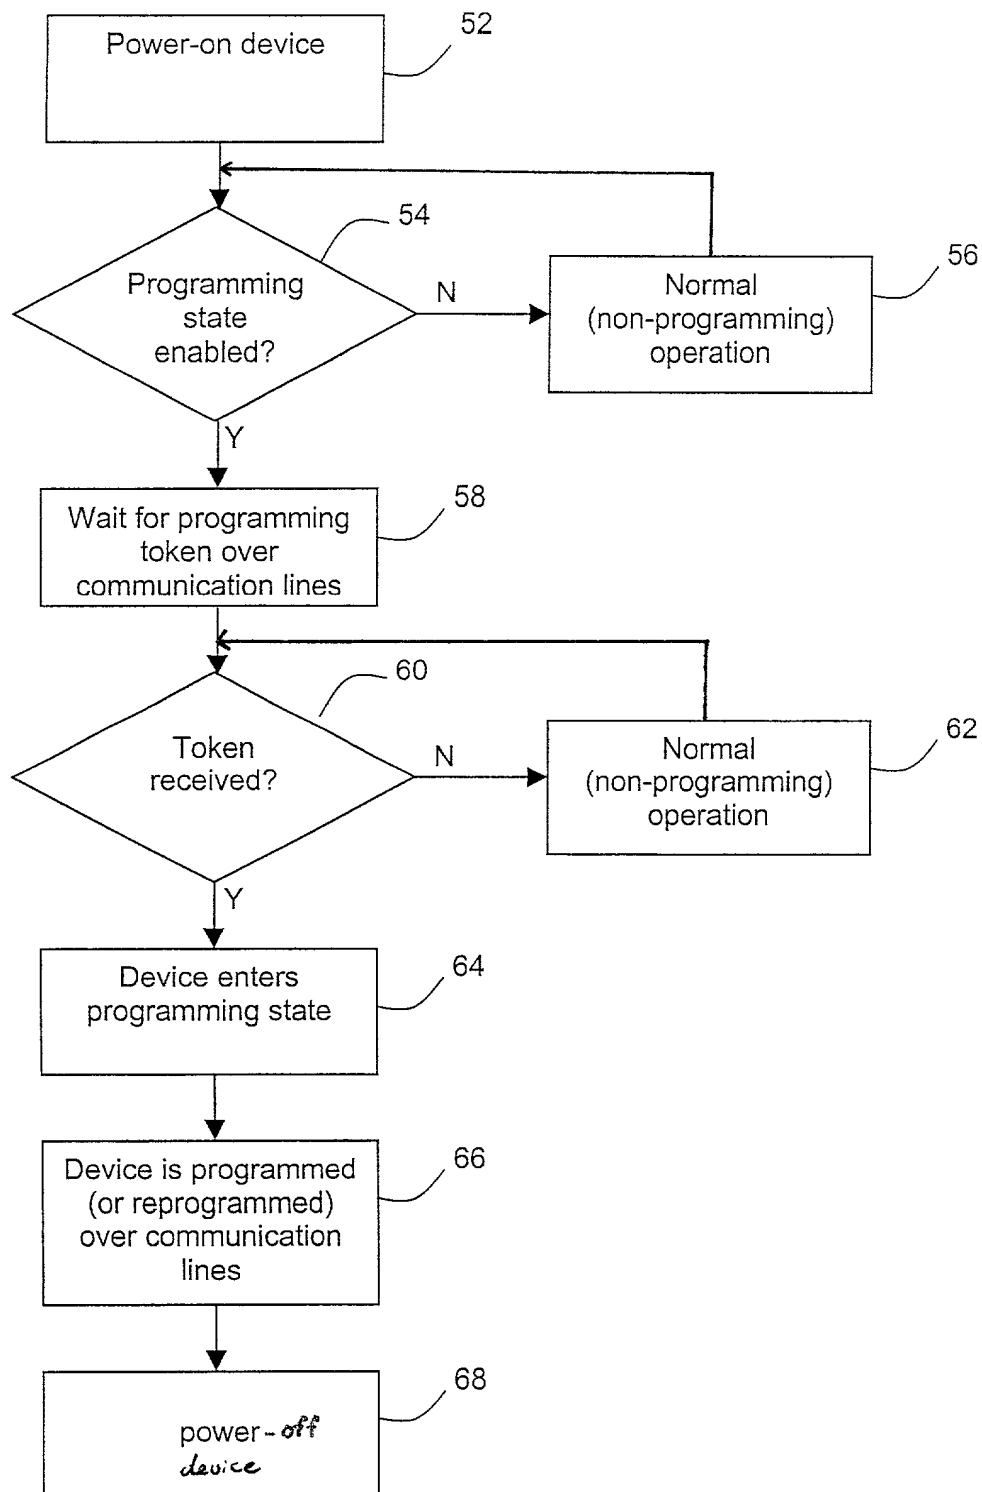 Power-on device
52
54
Programming
state
enabled?
N
Normal
(non-programming)
operation
56
Y
Wait for programming
token over
communication lines
58
60
Token
received?
N
Normal
(non-programming)
operation
62
Y
Device enters
programming state
64
Device is programmed
(or reprogrammed)
over communication
lines
66
power-off
device
68